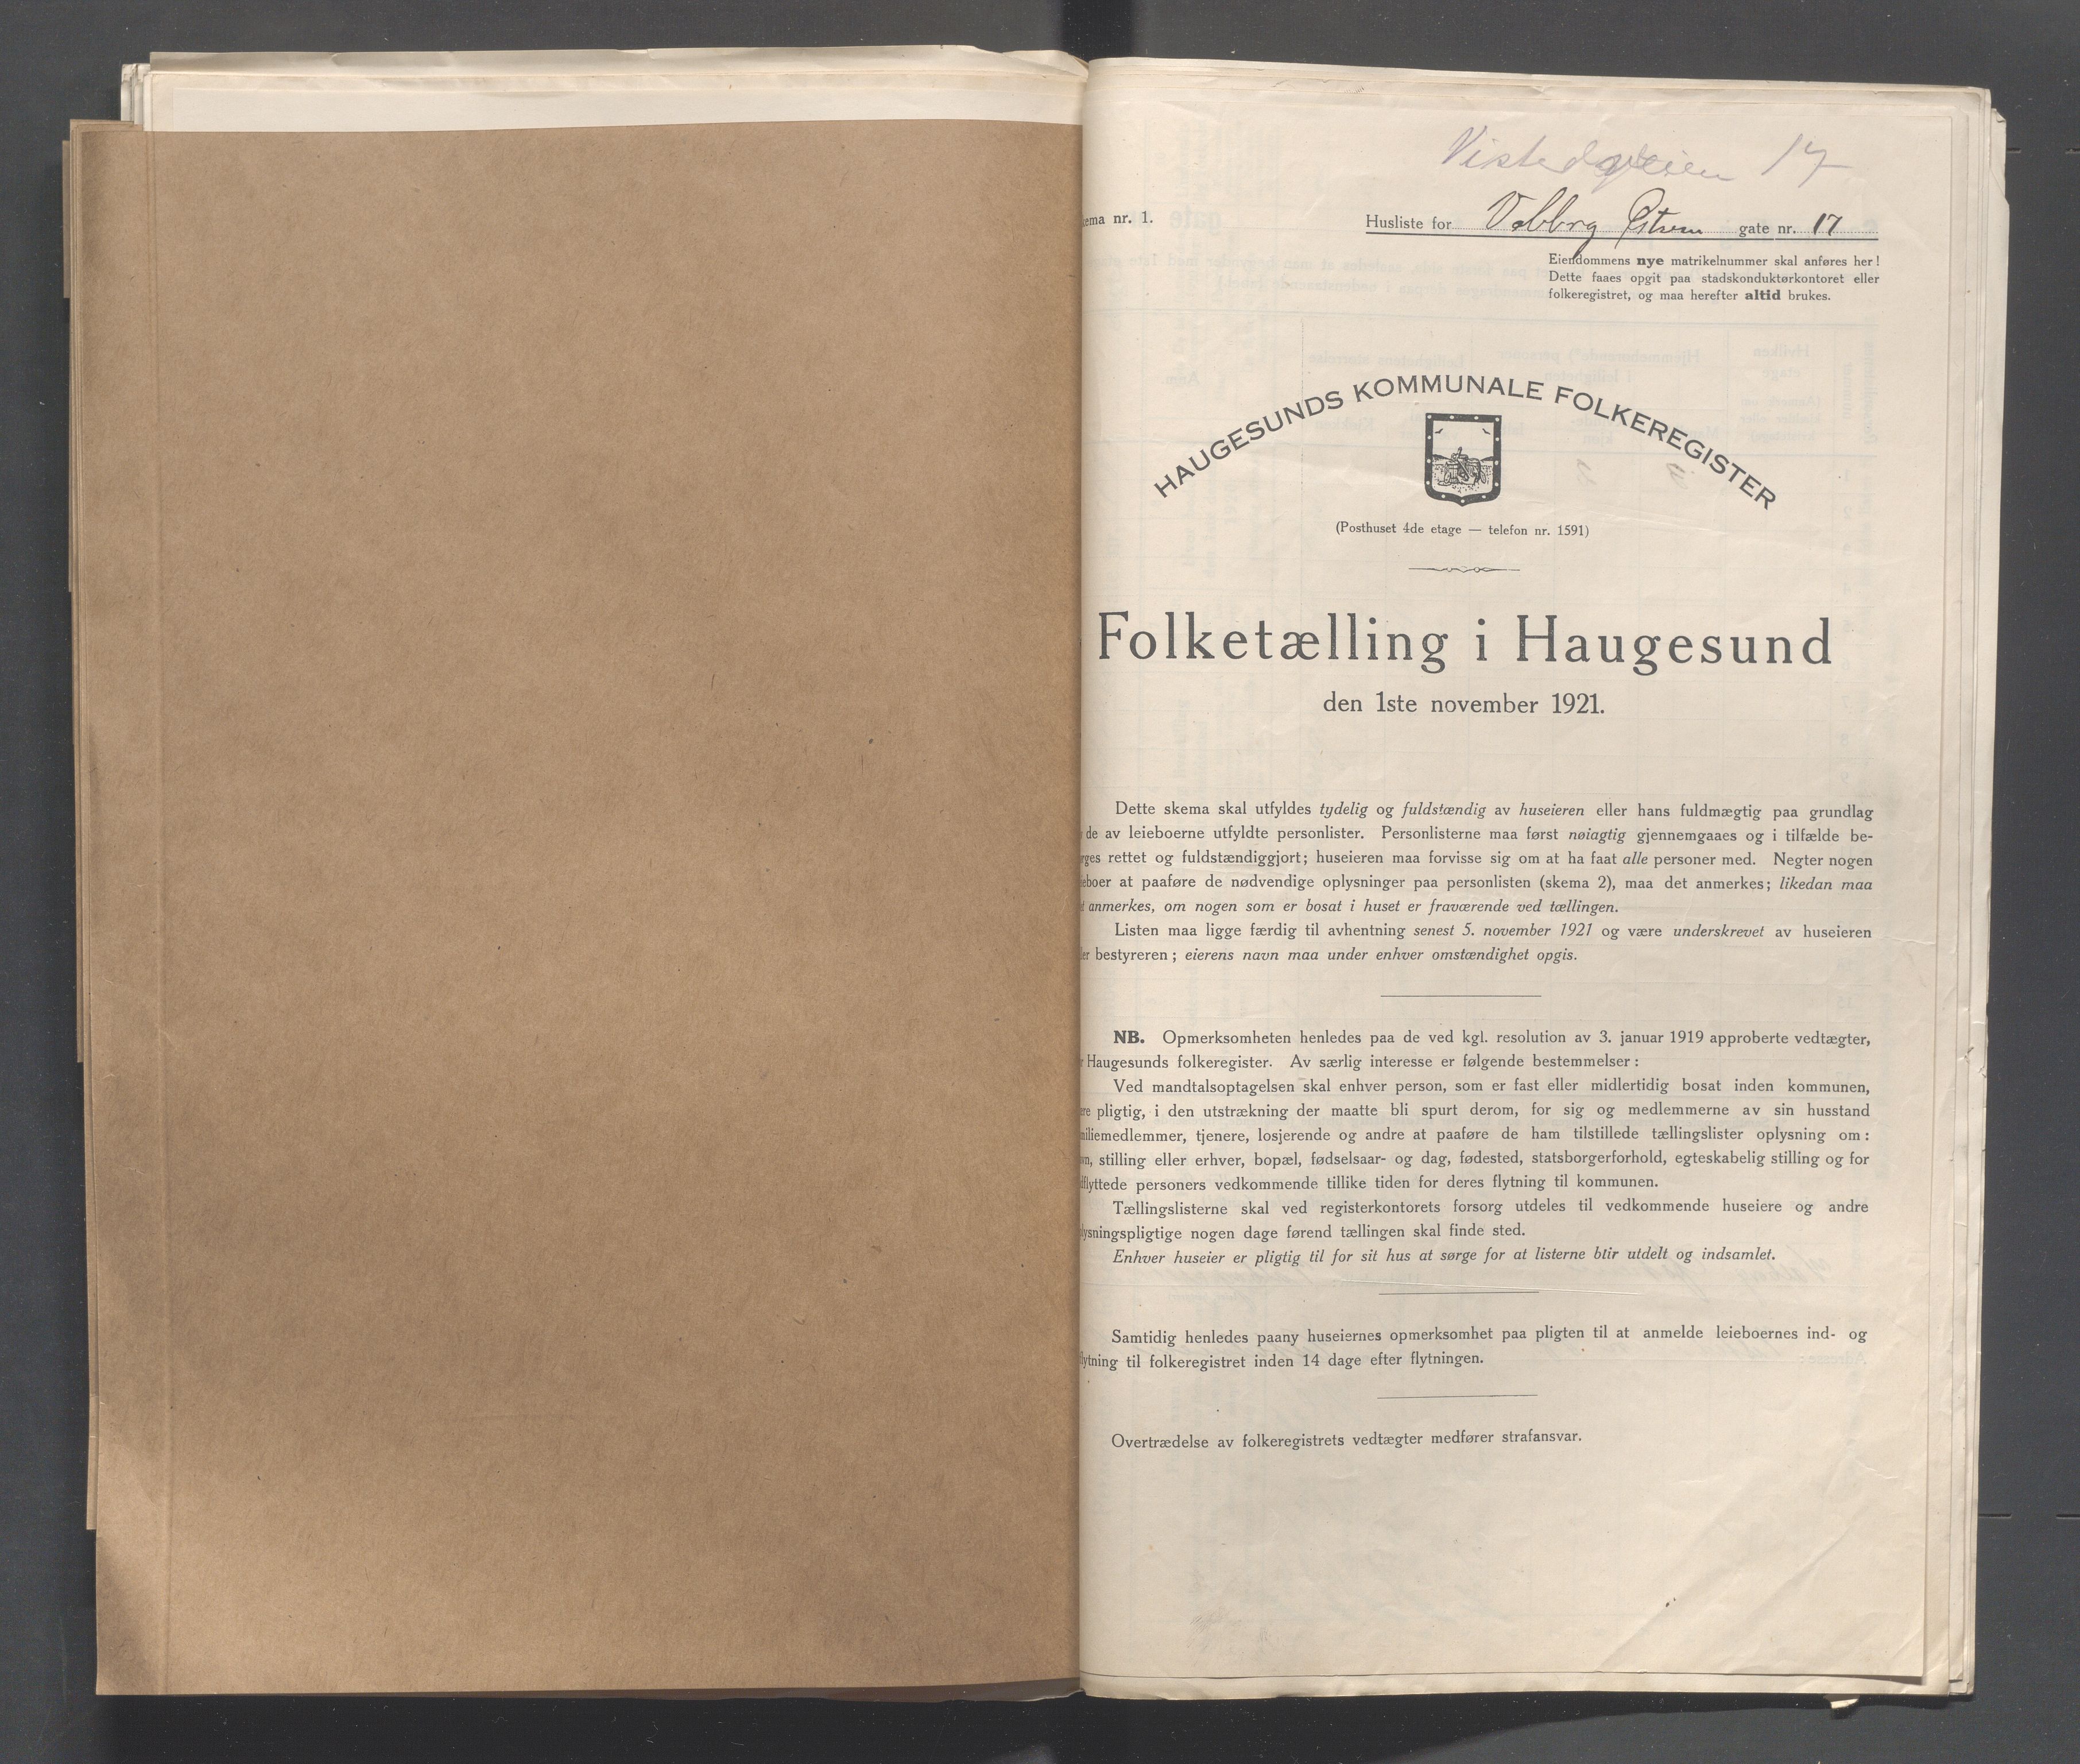 17
ema nr. 1.
Husliste for gate nr. 17
Eiendommens nye matrikelnummer skal anføres her!
Dette faaes opgit paa stadskonduktørkontoret eller
folkeregistret, og maa herefter altid brukes.
HAUGESUNDS KOMMUNALE FOLKEREGISTER
(Posthuset 4de etage — telefon nr. 1591)
Folketælling i Haugesund
den 1ste november 1921.
Dette skema skal utfyldes tydelig og fuldstændig av huseieren eller hans fuldmægtig paa grundlag
de av leieboerne utfyldte personlister. Personlisterne maa først nøiagtig gjennemgaaes og i tilfælde be-
rges rettet og fuldstændiggjort; huseieren maa forvisse sig om at ha faat alle personer med. Negter nogen
eboer at paaføre de nødvendige oplysninger paa personlisten (skema 2), maa det anmerkes; likedan maa
t anmerkes, om nogen som er bosat i huset er fraværende ved tællingen.
Listen maa ligge færdig til avhentning senest 5. november 1921 og være underskrevet av huseieren
er bestyreren; eierens navn maa under enhver omstændighet opgis.
NB. Opmerksomheten henledes paa de ved kgl. resolution av 3. januar 1919 approberte vedtægter,
r Haugesunds folkeregister. Av særlig interesse er følgende bestemmelser:
Ved mandtalsoptagelsen skal enhver person, som er fast eller midlertidig bosat inden kommunen,
re pligtig, i den utstrækning der maatte bli spurt derom, for sig og medlemmerne av sin husstand
miliemedlemmer, tjenere, losjerende og andre at paaføre de ham tilstillede tællingslister oplysning om:
vn, stilling eller erhver, bopæl, fødselsaar- og dag, fødested, statsborgerforhold, egteskabelig stilling og for
dflyttede personers vedkommende tillike tiden for deres flytning til kommunen.
Tællingslisterne skal ved registerkontorets forsorg utdeles til vedkommende huseiere og andre
lysningspligtige nogen dage førend tællingen skal finde sted.
Enhver huseier er pligtig til for sit hus at sørge for at listerne blir utdelt og indsamlet.
Samtidig henledes paany huseiernes opmerksomhet paa pligten til at anmelde leieboernes ind- og
flytning til folkeregistret inden 14 dage efter flytningen.
Overtrædelse av folkeregistrets vedtægter medfører strafansvar.